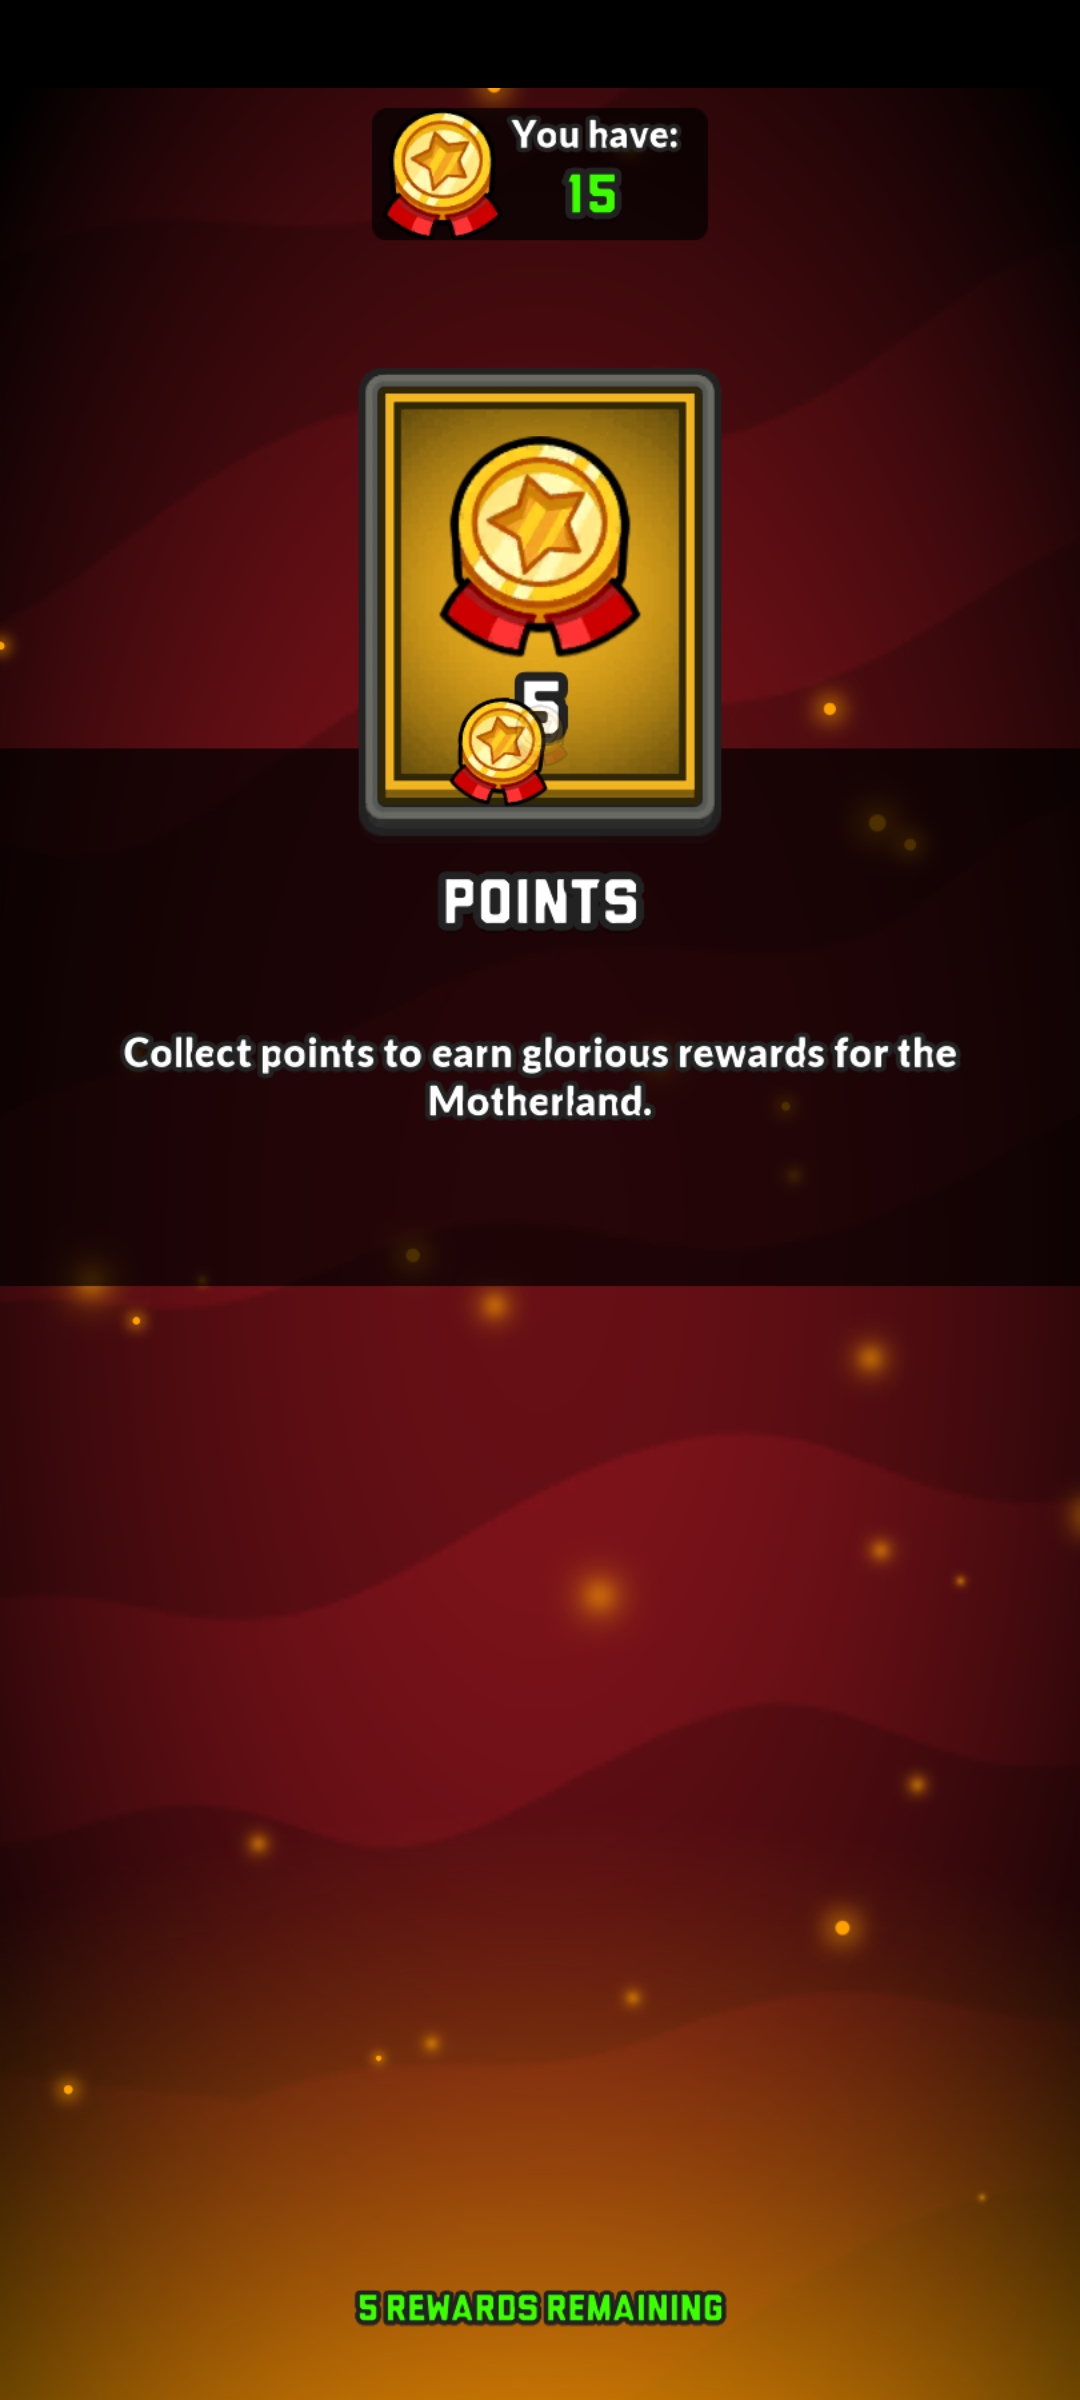 You have:
15
5
POINTS
Collect points to earn glorious rewards for the
Motherland.
5 REWARDS REMAINING